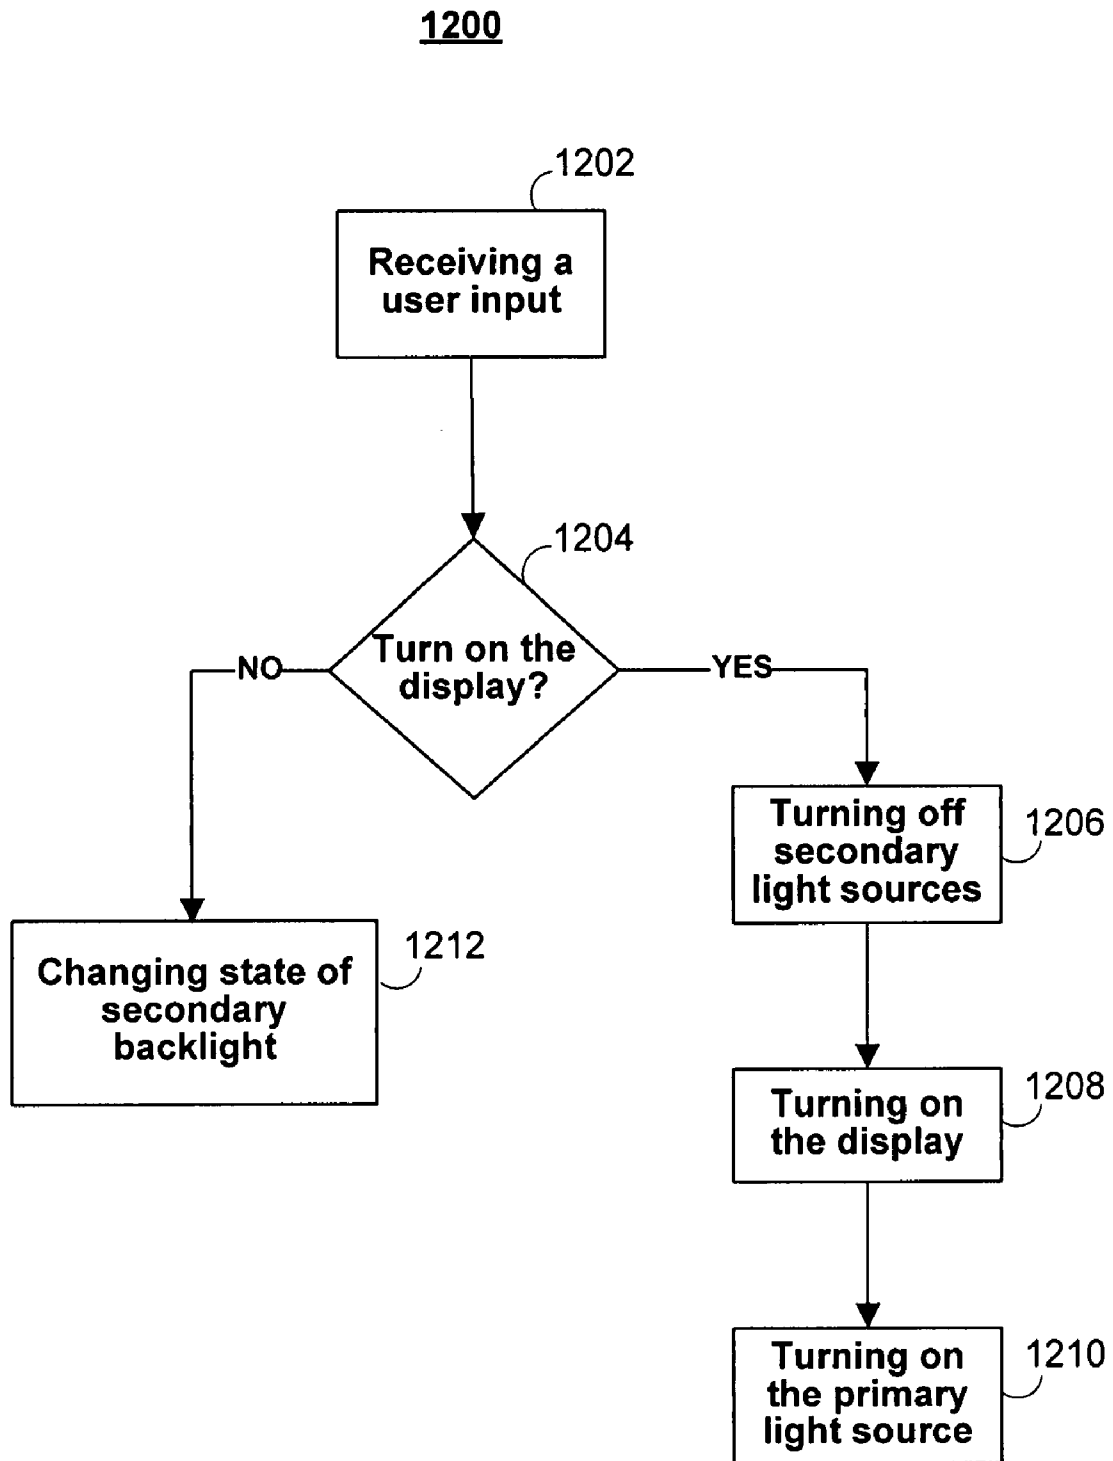 1200
1202
Receiving a
user input
1204
Turn on the
display?
NO
YES
Turning off
secondary
light sources
1206
Changing state of
secondary
backlight
1212
Turning on
the display
1208
Turning on
the primary
light source
1210